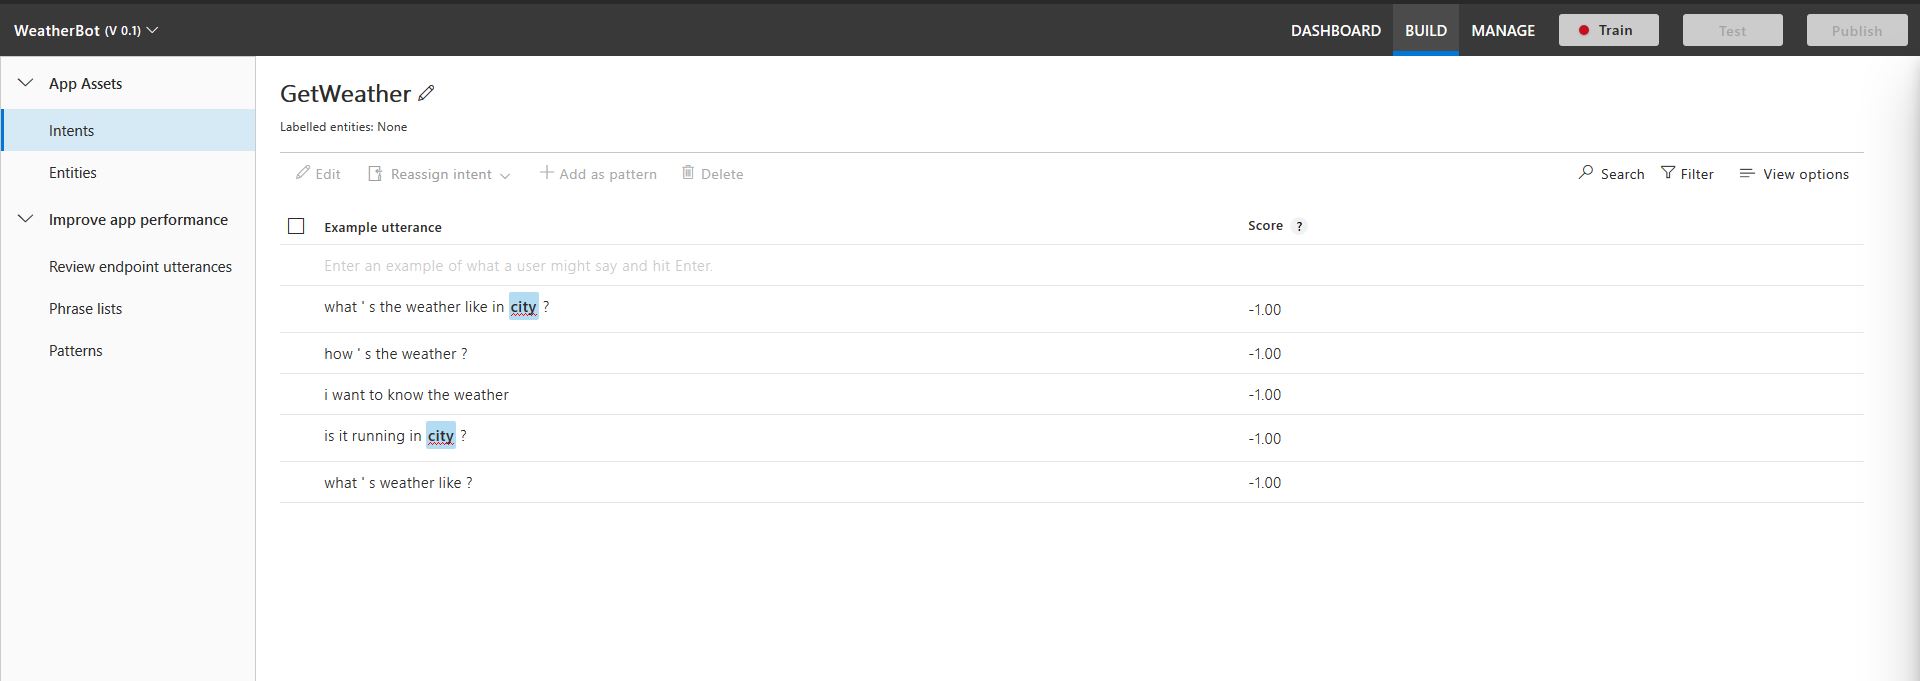 WeatherBot (V 0.1)
DASHBOARD BUILD MANAGE Train Test Publish
App Assets
Intents
Entities
Improve app performance
Review endpoint utterances
Phrase lists
Patterns
GetWeather
Labelled entities: None
Edit Reassign intent Add as pattern Delete Search Filter View options
Example utterance Score ?
Enter an example of what a user might say and hit Enter.
what ' s the weather like in city ? -1.00
how ' s the weather ? -1.00
i want to know the weather -1.00
is it running in city ? -1.00
what ' s weather like ? -1.00